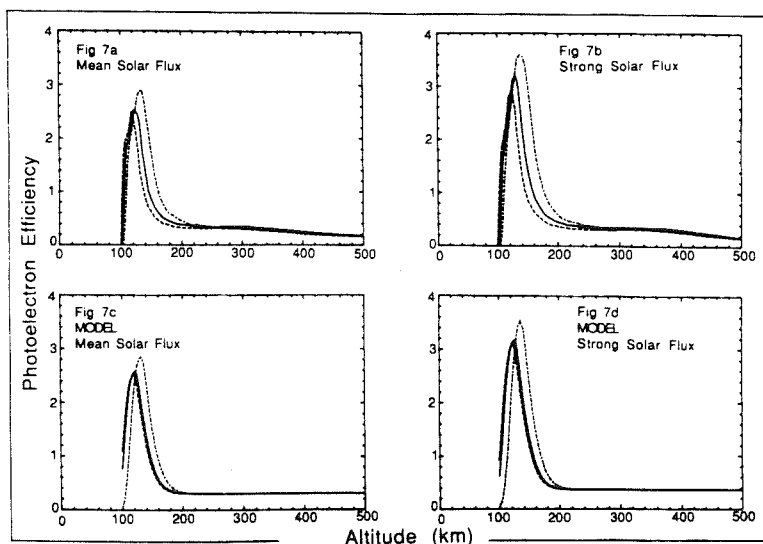 Fig 7a
Mean Solar Flux
4
3
2
1
0
0 100 200 300 400 500
Fig 7b
Strong Solar Flux
4
3
2
1
0
0 100 200 300 400 500
Photoelectron Efficiency
Fig 7c
MODEL
Mean Solar Flux
4
3
2
1
0
0 100 200 300 400 500
Fig 7d
MODEL
Strong Solar Flux
4
3
2
1
0
0 100 200 300 400 500
Altitude (km)